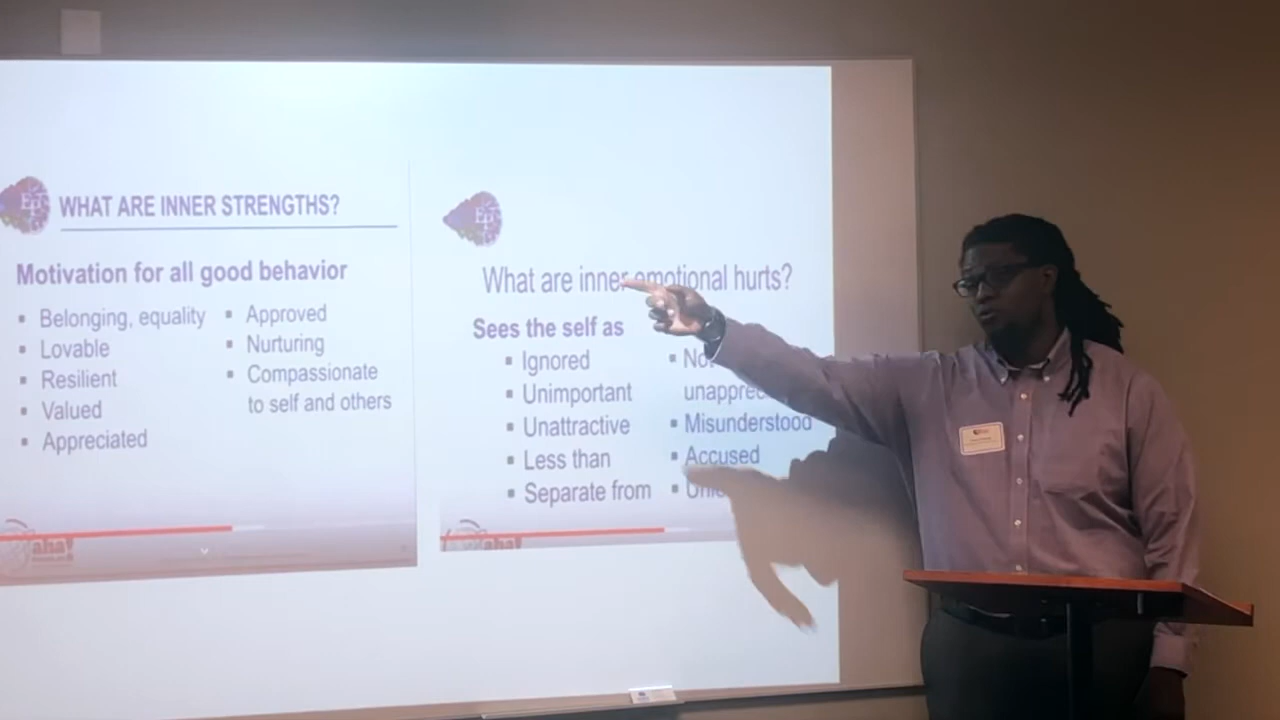 WHAT ARE INNER STRENGTHS?
Motivation for all good behavior
Belonging, equality
Lovable
Resilient
Valued
Appreciated
Approved
Nurturing
Compassionate
to self and others
aha!
What are inner emotional hurts?
Sees the self as
Ignored
Unimportant
Unattractive
Less than
Separate from
Misunderstood
Accused
aha!